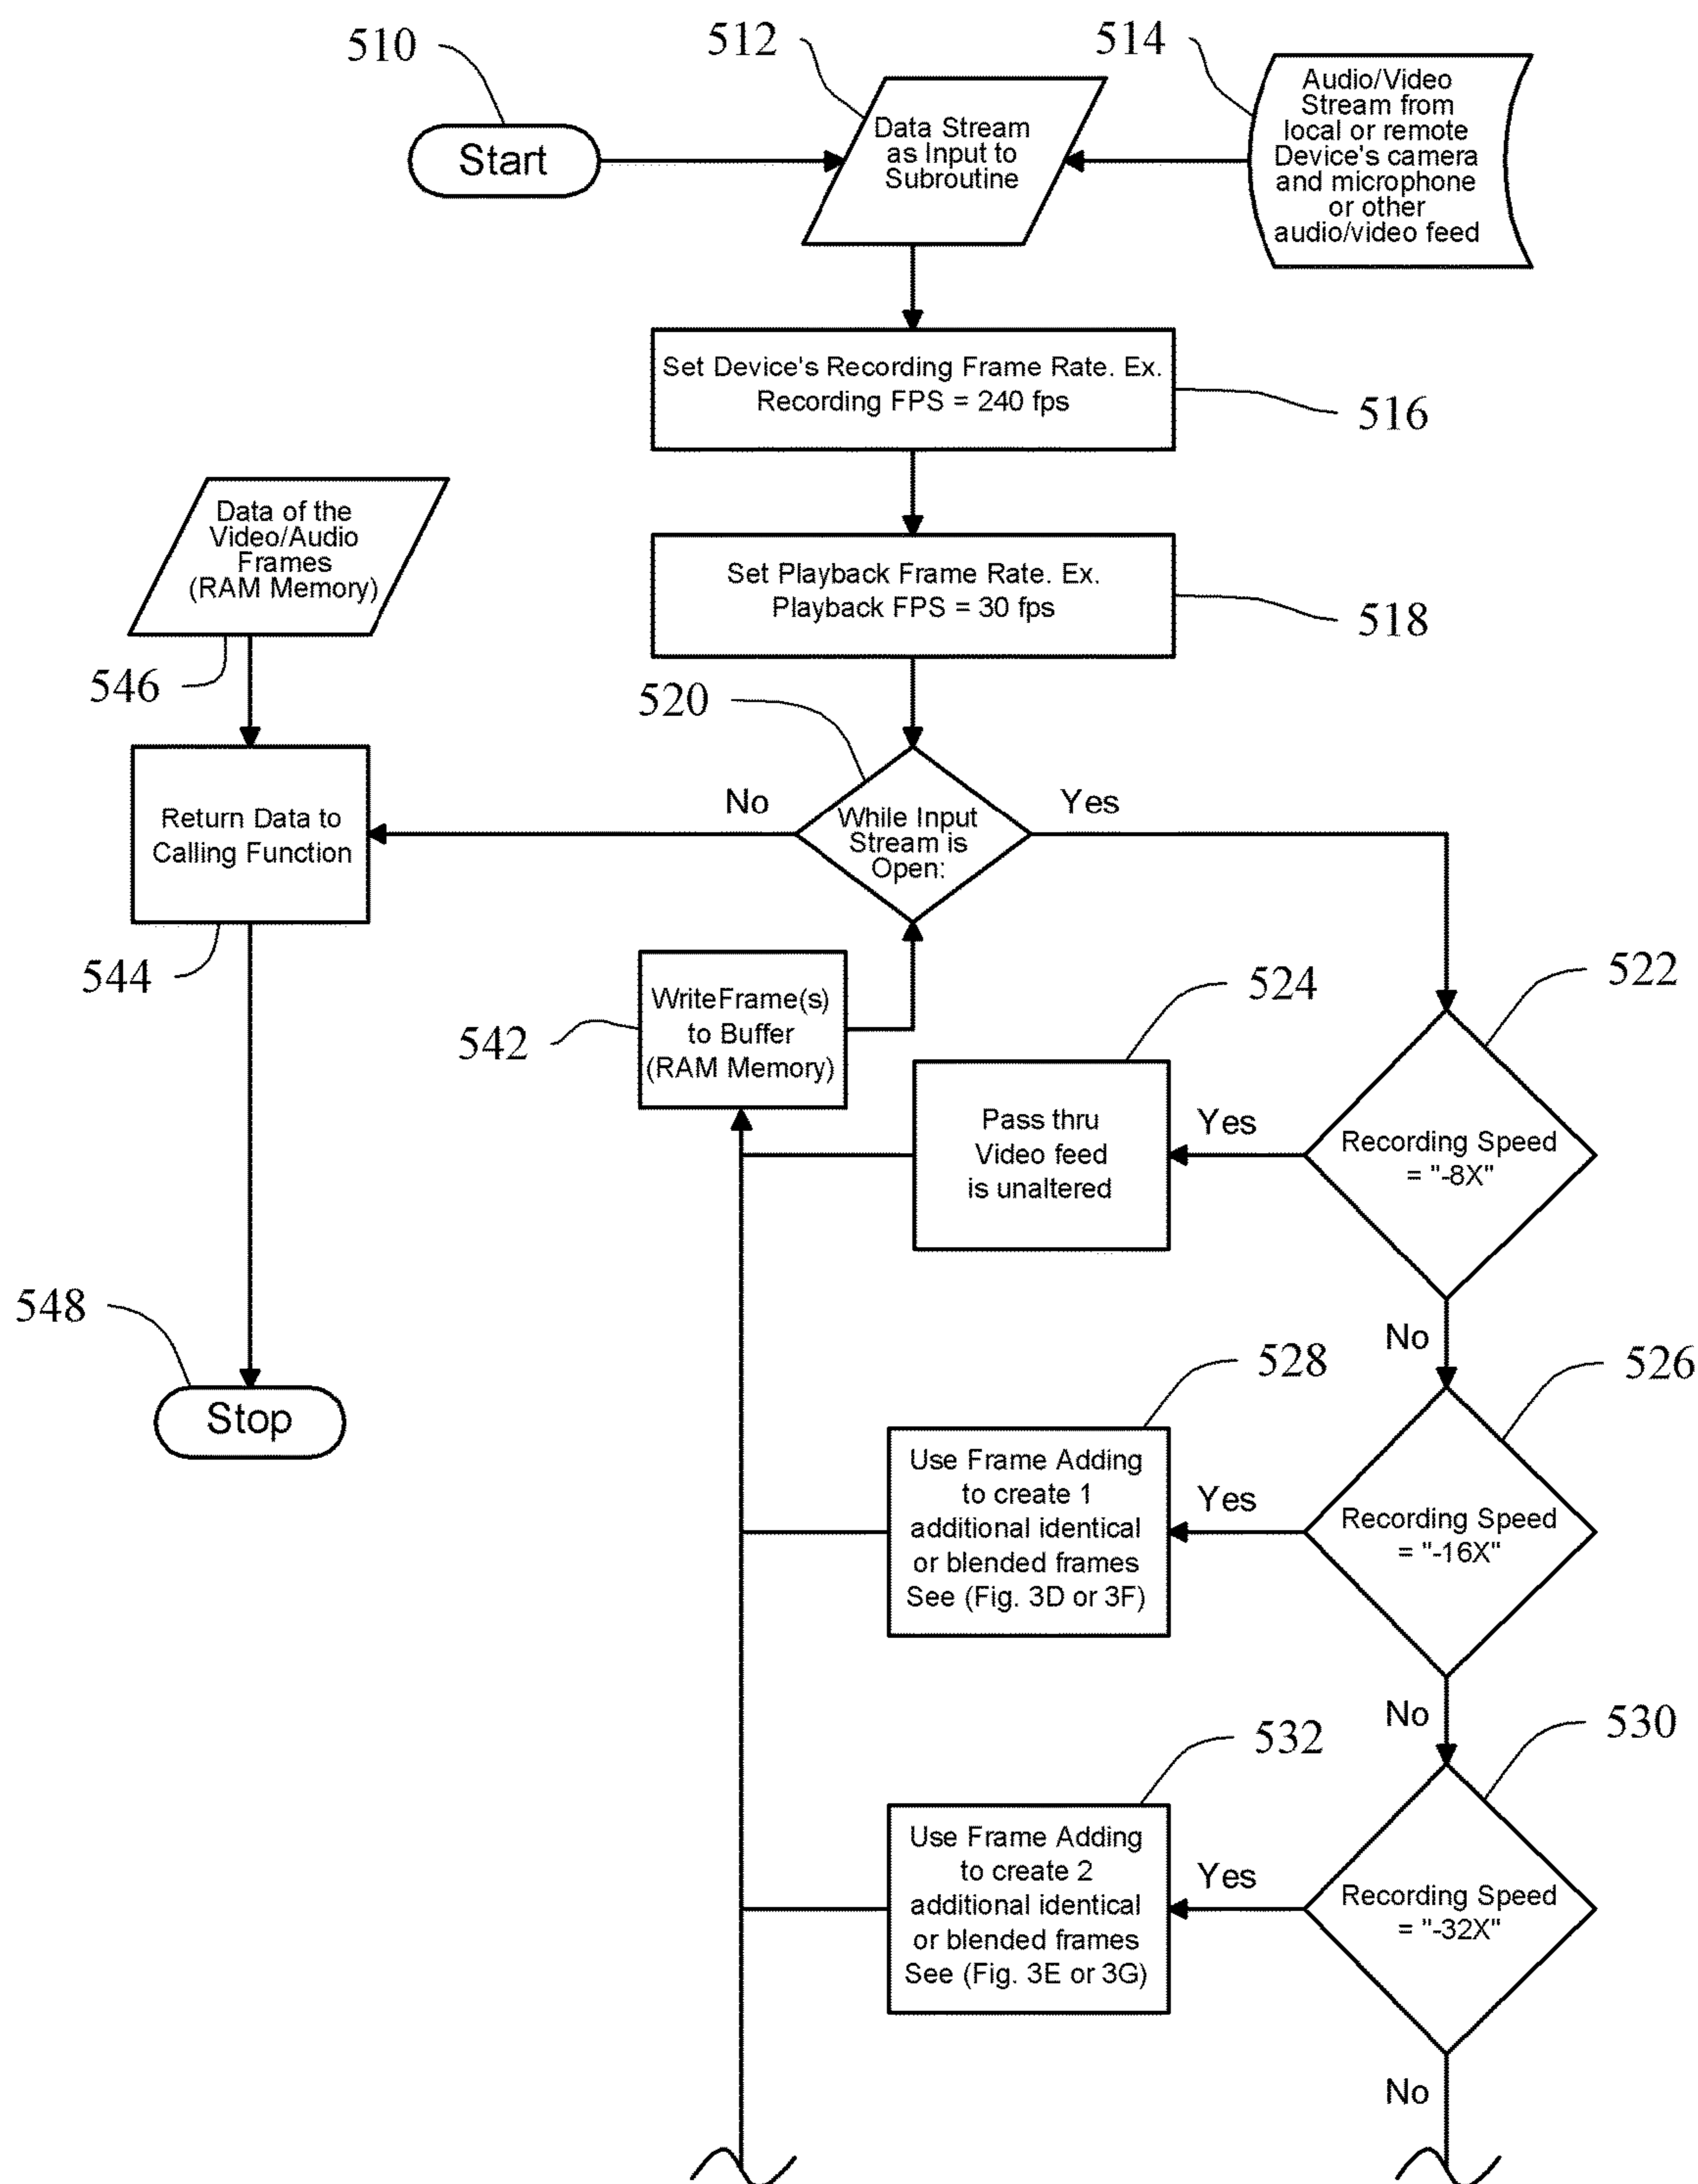 510
512
514
Start
Data Stream
as Input to
Subroutine
Audio/Video
Stream from
local or remote
Device's camera
and microphone
or other
audio/video feed
Set Device's Recording Frame Rate. Ex.
Recording FPS = 240 fps
516
Data of the
Video/Audio
Frames
(RAM Memory)
546
Set Playback Frame Rate. Ex.
Playback FPS = 30 fps
518
520
Return Data to
Calling Function
544
No
While Input
Stream is
Open:
Yes
WriteFrame(s)
to Buffer
(RAM Memory)
542
524
522
Pass thru
Video feed
is unaltered
Yes
Recording Speed
= "-8X"
No
548
Stop
528
526
Use Frame Adding
to create 1
additional identical
or blended frames
See (Fig. 3D or 3F)
Yes
Recording Speed
= "-16X"
No
532
530
Use Frame Adding
to create 2
additional identical
or blended frames
See (Fig. 3E or 3G)
Yes
Recording Speed
= "-32X"
No